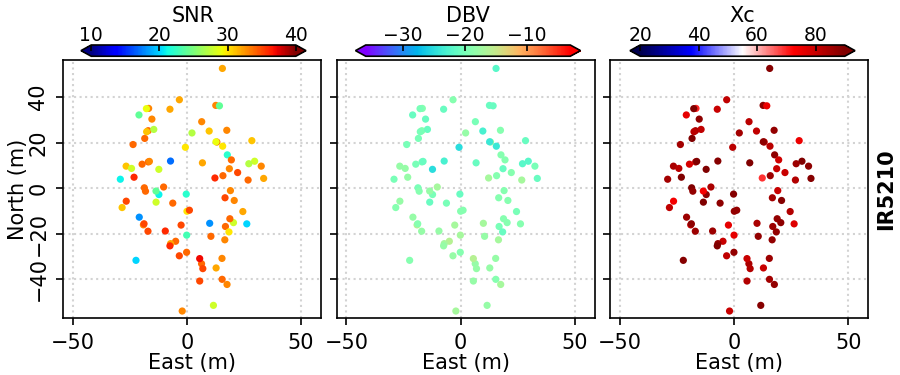 SNR DBV Xc
10 20 30 40 −30 −20 −10 20 40 60 80
North (m)
40
20
0
−20
−40
−50 0 50 −50 0 50 −50 0 50
East (m) East (m) East (m)
IR5210